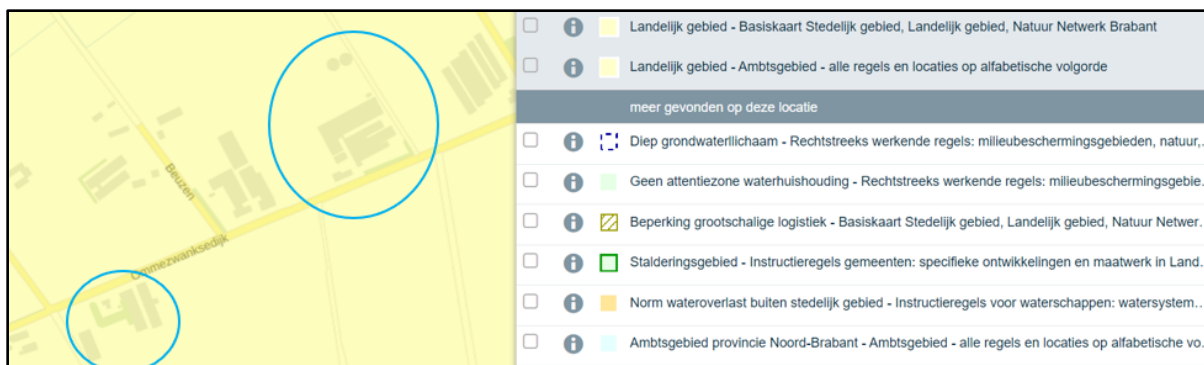 Beuzen
Ommezwanksedijk
Landelijk gebied - Basiskaart Stedelijk gebied, Landelijk gebied, Natuur Netwerk Brabant
Landelijk gebied - Ambtsgebied - alle regels en locaties op alfabetische volgorde
meer gevonden op deze locatie
Diep grondwaterllichaam - Rechtstreeks werkende regels: milieubeschermingsgebieden, natuur,..
Geen attentiezone waterhuishouding - Rechtstreeks werkende regels: milieubeschermingsgebie..
Beperking grootschalige logistiek - Basiskaart Stedelijk gebied, Landelijk gebied, Natuur Netwer..
Stalderingsgebied - Instructieregels gemeenten: specifieke ontwikkelingen en maatwerk in Land..
Norm wateroverlast buiten stedelijk gebied - Instructieregels voor waterschappen: watersystem..
Ambtsgebied provincie Noord-Brabant - Ambtsgebied - alle regels en locaties op alfabetische vo..